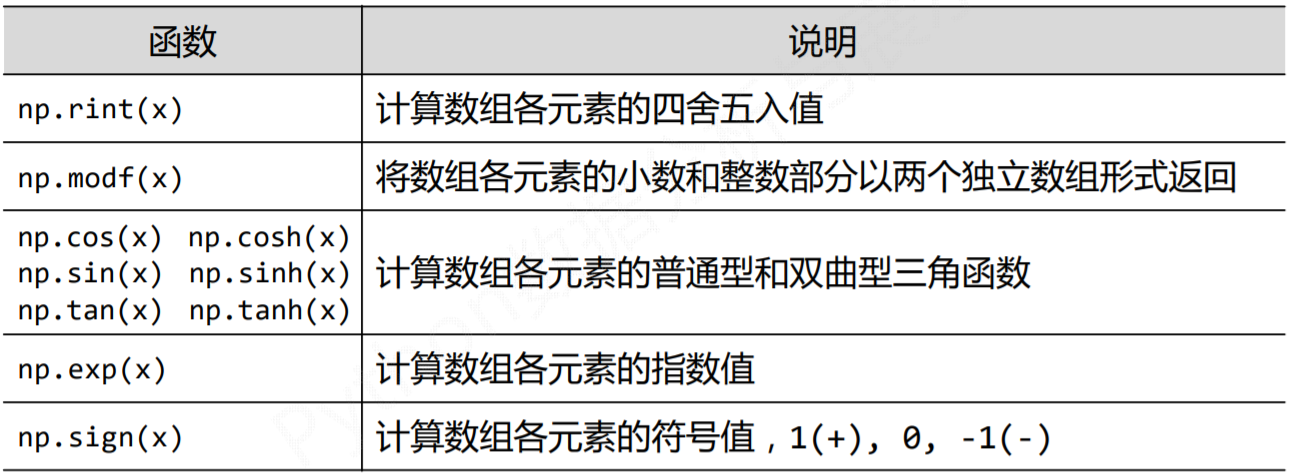 函数 说明
np.rint(x) 计算数组各元素的四舍五入值
np.modf(x) 将数组各元素的小数和整数部分以两个独立数组形式返回
np.cos(x) np.cosh(x)
np.sin(x) np.sinh(x) 计算数组各元素的普通型和双曲型三角函数
np.tan(x) np.tanh(x)
np.exp(x) 计算数组各元素的指数值
np.sign(x) 计算数组各元素的符号值，1(+), 0, -1(-)